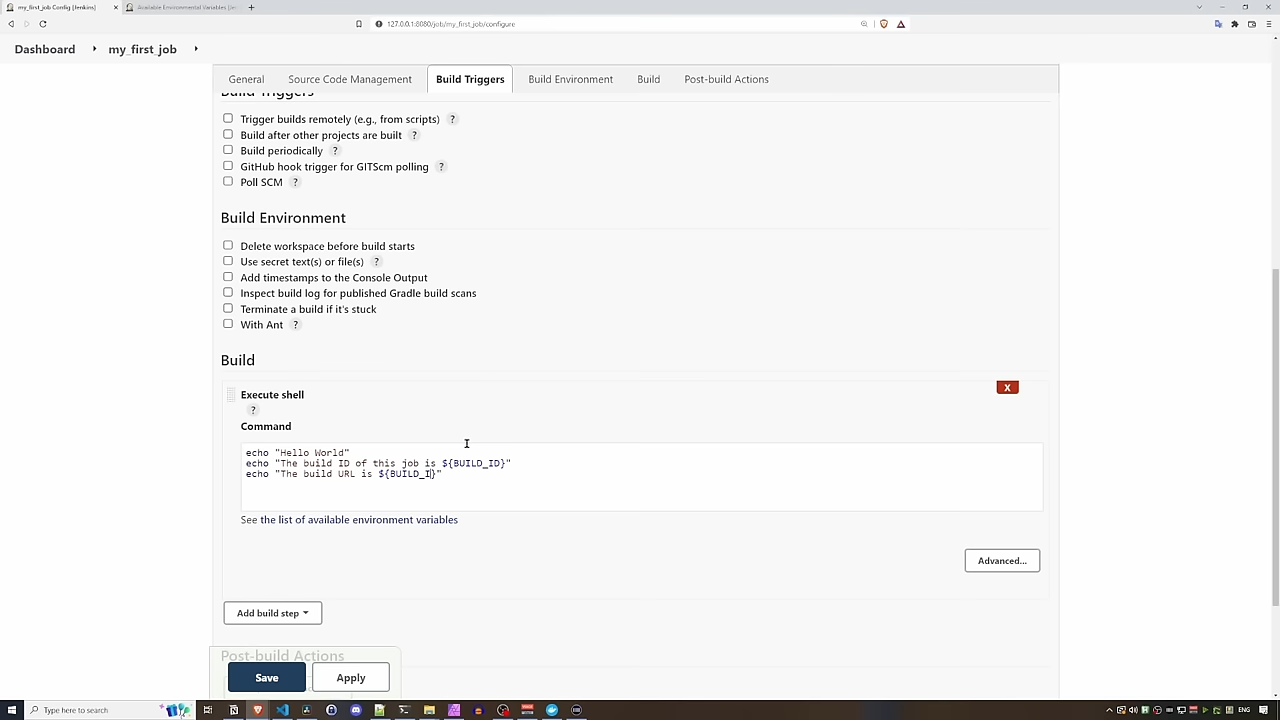 my_first_job Config [Jenkins]
Available Environmental Variables [Jen
127.0.0.1:8080/job/my_first_job/configure
Dashboard
my_first_job
General
Source Code Management
Build Triggers
Build Environment
Build
Post-build Actions
Build Triggers
Trigger builds remotely (e.g., from scripts) ?
Build after other projects are built ?
Build periodically ?
GitHub hook trigger for GITScm polling ?
Poll SCM ?
Build Environment
Delete workspace before build starts
Use secret text(s) or file(s) ?
Add timestamps to the Console Output
Inspect build log for published Gradle build scans
Terminate a build if it's stuck
With Ant ?
Build
Execute shell
X
?
Command
echo "Hello World"
echo "The build ID of this job is ${BUILD_ID}"
echo "The build URL is ${BUILD_I}"
See the list of available environment variables
Advanced...
Add build step
Post-build Actions
Save
Apply
Type here to search
ENG